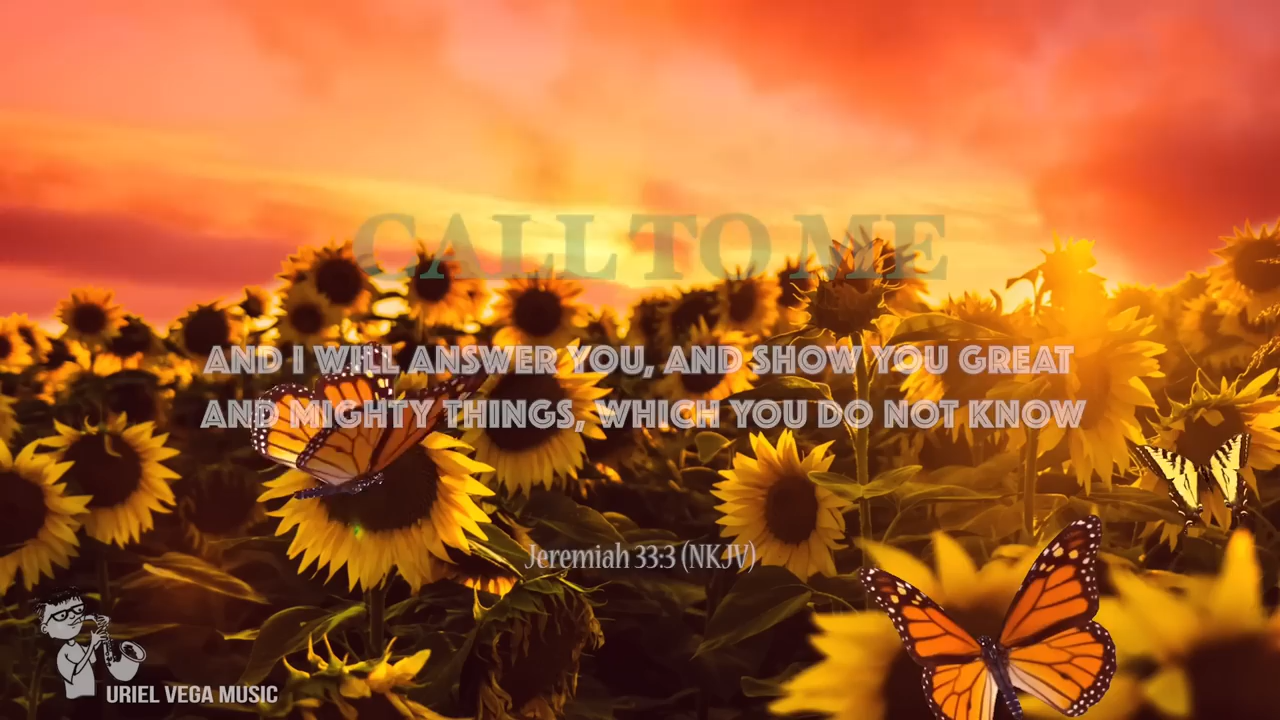 CALL TO ME
AND I WILL ANSWER YOU, AND SHOW YOU GREAT
AND MIGHTY THINGS, WHICH YOU DO NOT KNOW
Jeremiah 33:3 (NKJV)
URIEL VEGA MUSIC